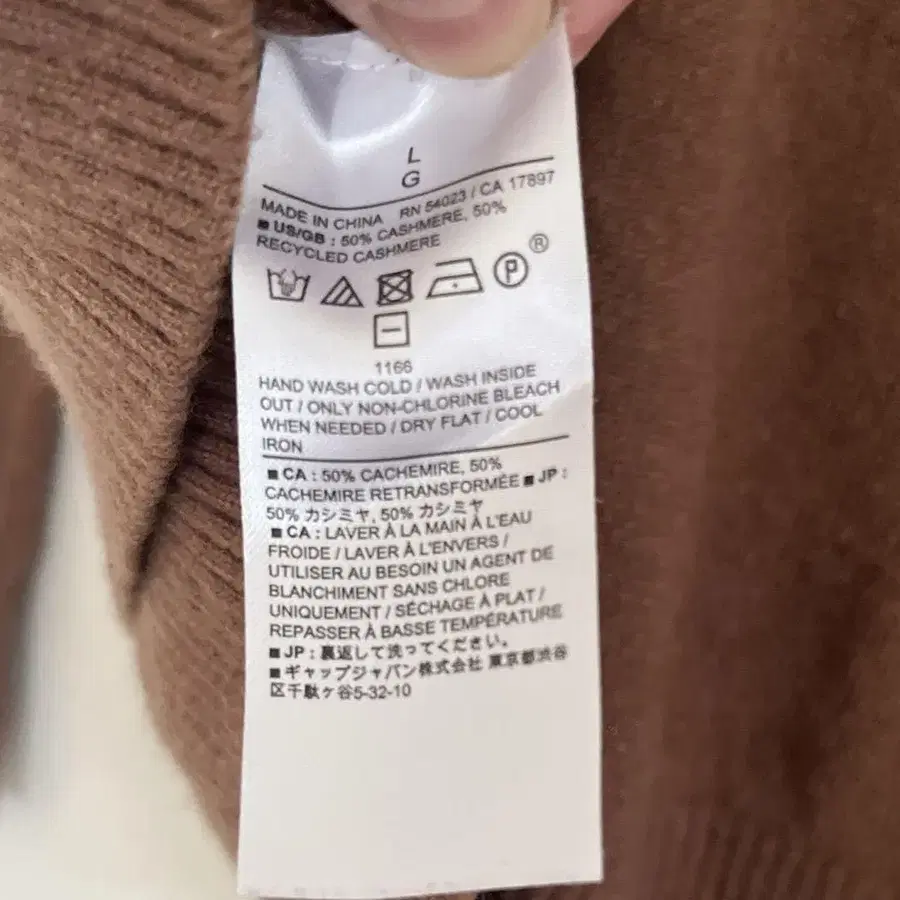 L
G
MADE IN CHINA RN 54023 / CA 17897
■ US/GB : 50% CASHMERE, 50%
RECYCLED CASHMERE
P ®
1166
HAND WASH COLD / WASH INSIDE
OUT / ONLY NON-CHLORINE BLEACH
WHEN NEEDED / DRY FLAT / COOL
IRON
■ CA : 50% CACHEMIRE, 50%
CACHEMIRE RETRANSFORMÉE ■ JP :
50% カシミヤ, 50% カシミヤ
■ CA : LAVER À LA MAIN À L'EAU
FROIDE / LAVER À L'ENVERS /
UTILISER AU BESOIN UN AGENT DE
BLANCHIMENT SANS CHLORE
UNIQUEMENT / SÉCHAGE À PLAT /
REPASSER À BASSE TEMPÉRATURE
■ JP : 裏返して洗ってください。
■ ギャップジャパン株式会社 東京都渋谷
区千駄ヶ谷5-32-10